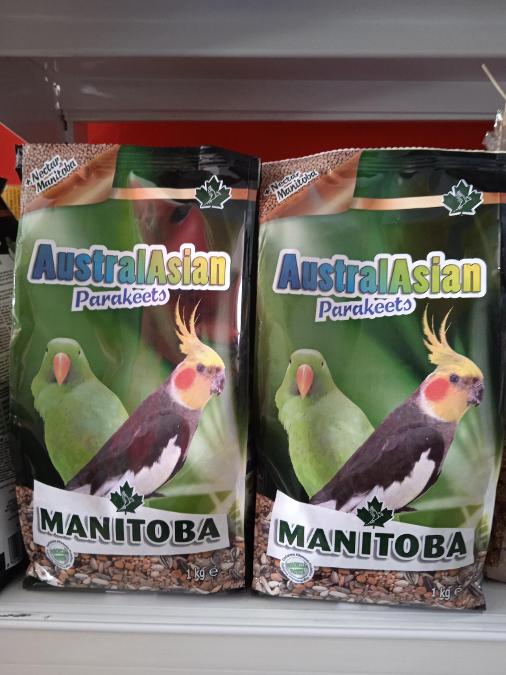 + Nectar
Manitoba
AustralAsian
Parakeets
MANITOBA
1 kg e
+ Nectar
Manitoba
AustralAsian
Parakeets
MANITOBA
1 kg e